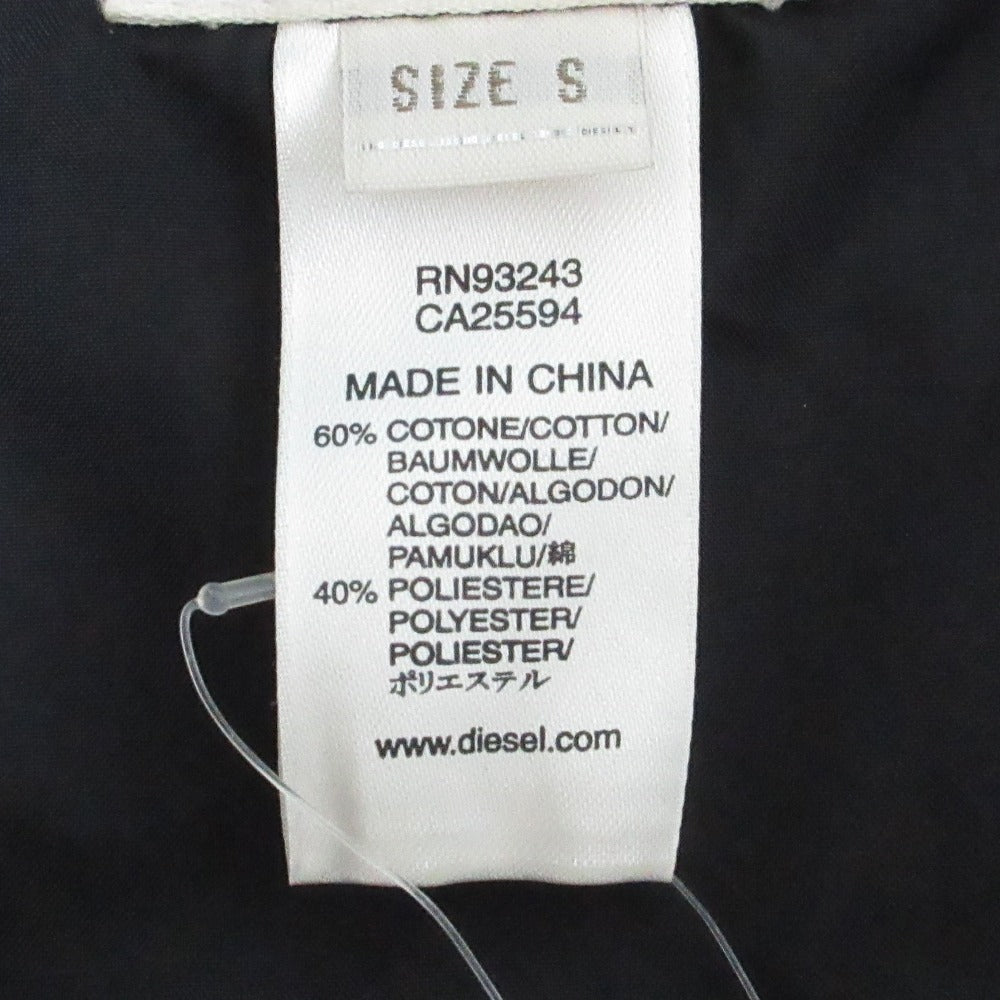 SIZE S
RN93243
CA25594
MADE IN CHINA
60% COTONE/COTTON/
BAUMWOLLE/
COTON/ALGODON/
ALGODAO/
PAMUKLU/綿
40% POLIESTERE/
POLYESTER/
POLIESTER/
ポリエステル
www.diesel.com